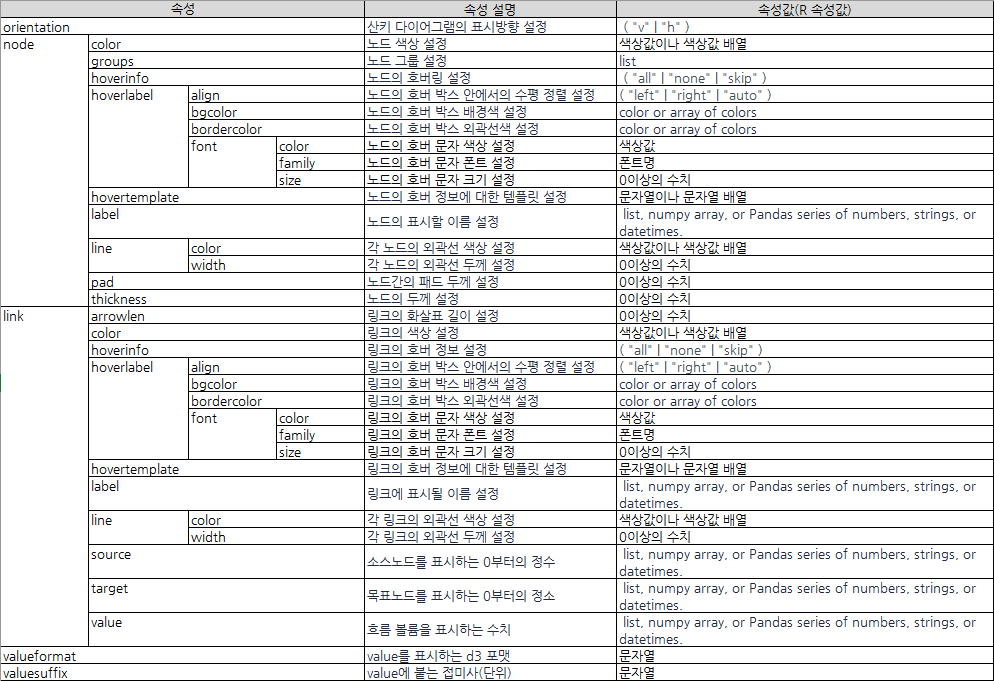 속성 속성 설명 속성값(R 속성값)
orientation 산키 다이어그램의 표시방향 설정 ( "v" | "h" )
node color 노드 색상 설정 색상값이나 색상값 배열
groups 노드 그룹 설정 list
hoverinfo 노드의 호버링 설정 ( "all" | "none" | "skip" )
hoverlabel align 노드의 호버 박스 안에서의 수평 정렬 설정 ( "left" | "right" | "auto" )
bgcolor 노드의 호버 박스 배경색 설정 color or array of colors
bordercolor 노드의 호버 박스 외곽선색 설정 color or array of colors
font color 노드의 호버 문자 색상 설정 색상값
family 노드의 호버 문자 폰트 설정 폰트명
size 노드의 호버 문자 크기 설정 0이상의 수치
hovertemplate 노드의 호버 정보에 대한 템플릿 설정 문자열이나 문자열 배열
label 노드의 표시할 이름 설정 list, numpy array, or Pandas series of numbers, strings, or
datetimes.
line color 각 노드의 외곽선 색상 설정 색상값이나 색상값 배열
width 각 노드의 외곽선 두께 설정 0이상의 수치
pad 노드간의 패드 두께 설정 0이상의 수치
thickness 노드의 두께 설정 0이상의 수치
link arrowlen 링크의 화살표 길이 설정 0이상의 수치
color 링크의 색상 설정 색상값이나 색상값 배열
hoverinfo 링크의 호버 정보 설정 ( "all" | "none" | "skip" )
hoverlabel align 링크의 호버 박스 안에서의 수평 정렬 설정 ( "left" | "right" | "auto" )
bgcolor 링크의 호버 박스 배경색 설정 color or array of colors
bordercolor 링크의 호버 박스 외곽선색 설정 color or array of colors
font color 링크의 호버 문자 색상 설정 색상값
family 링크의 호버 문자 폰트 설정 폰트명
size 링크의 호버 문자 크기 설정 0이상의 수치
hovertemplate 링크의 호버 정보에 대한 템플릿 설정 문자열이나 문자열 배열
label 링크에 표시될 이름 설정 list, numpy array, or Pandas series of numbers, strings, or
datetimes.
line color 각 링크의 외곽선 색상 설정 색상값이나 색상값 배열
width 각 링크의 외곽선 두께 설정 0이상의 수치
source 소스노드를 표시하는 0부터의 정수 list, numpy array, or Pandas series of numbers, strings, or
datetimes.
target 목표노드를 표시하는 0부터의 정소 list, numpy array, or Pandas series of numbers, strings, or
datetimes.
value 흐름 볼륨을 표시하는 수치 list, numpy array, or Pandas series of numbers, strings, or
datetimes.
valueformat value를 표시하는 d3 포맷 문자열
valuesuffix value에 붙는 접미사(단위) 문자열